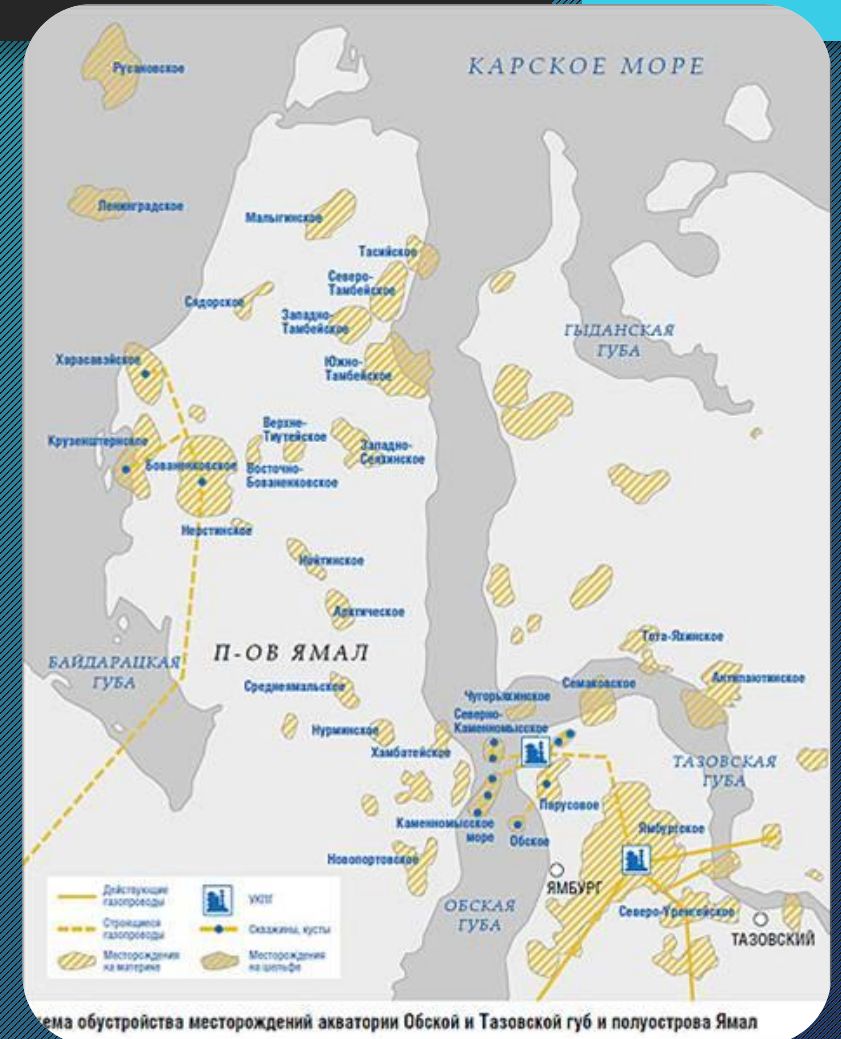 КАРСКОЕ МОРЕ
Русановское
Ленинградское
Малыгинское
Тасийское
Северо-
Тамбейское
Сядорское
Западно-
Тамбейское
ГЫДАНСКАЯ
ГУБА
Харасавэйское
Южно-
Тамбейское
Крузенштернское
Верхне-
Тиутейское
Западно-
Сеяхинское
Бованенковское
Восточно-
Бованенковское
Нерстинское
Нейтинское
Арктическое
П-ОВ ЯМАЛ
БАЙДАРАЦКАЯ
ГУБА
Тота-Яхинское
Антипаютинское
Семаковское
Среднеямальское
Чугорьяхинское
Северо-
Каменномысское
Нурминское
Хамбатейское
ТАЗОВСКАЯ
ГУБА
Парусовое
Каменномысское
море
Обское
Ямбургское
Новопортовское
ЯМБУРГ
ОБСКАЯ
ГУБА
Северо-Уренгойское
ТАЗОВСКИЙ
Действующие
газопроводы
УКПГ
Строящиеся
газопроводы
Скважины, кусты
Месторождения
на материке
Месторождения
на шельфе
ема обустройства месторождений акватории Обской и Тазовской губ и полуострова Ямал